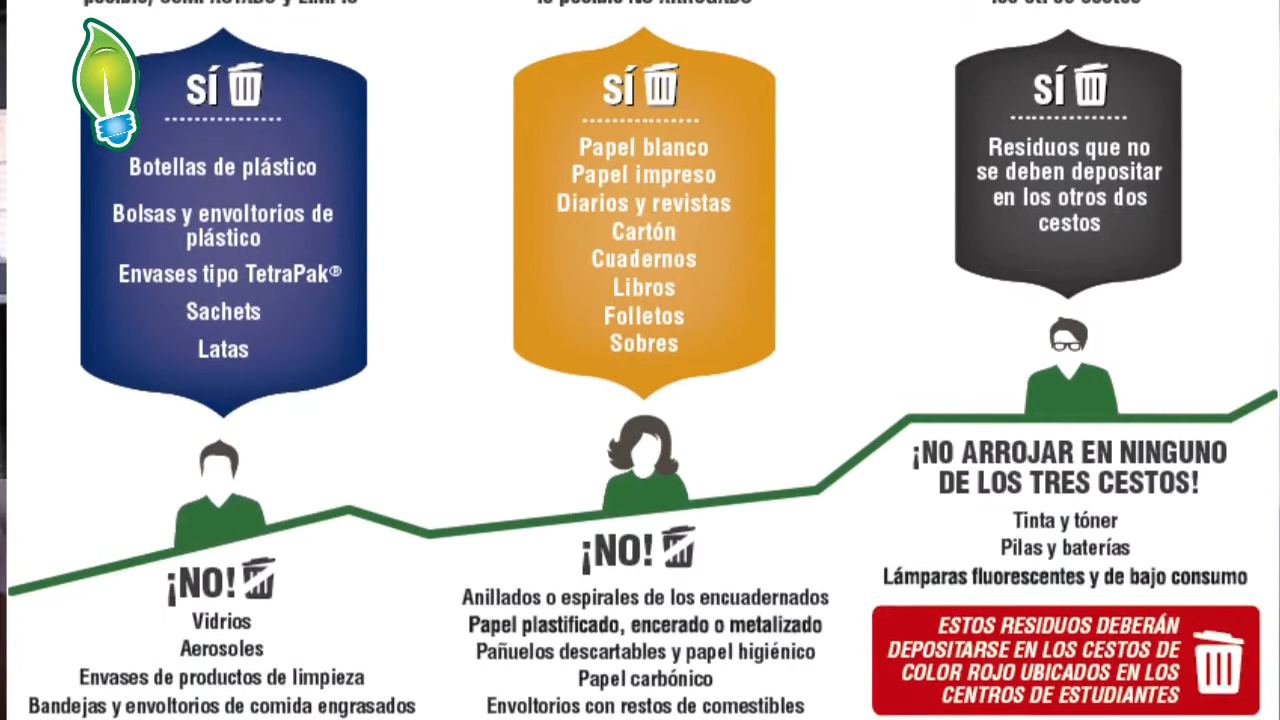 SÍ
Botellas de plástico
Bolsas y envoltorios de
plástico
Envases tipo TetraPak®
Sachets
Latas
¡NO!
Vidrios
Aerosoles
Envases de productos de limpieza
Bandejas y envoltorios de comida engrasados
SÍ
Papel blanco
Papel impreso
Diarios y revistas
Cartón
Cuadernos
Libros
Folletos
Sobres
¡NO!
Anillados o espirales de los encuadernados
Papel plastificado, encerado o metalizado
Pañuelos descartables y papel higiénico
Papel carbónico
Envoltorios con restos de comestibles
SÍ
Residuos que no
se deben depositar
en los otros dos
cestos
¡NO ARROJAR EN NINGUNO
DE LOS TRES CESTOS!
Tinta y tóner
Pilas y baterías
Lámparas fluorescentes y de bajo consumo
ESTOS RESIDUOS DEBERÁN
DEPOSITARSE EN LOS CESTOS DE
COLOR ROJO UBICADOS EN LOS
CENTROS DE ESTUDIANTES